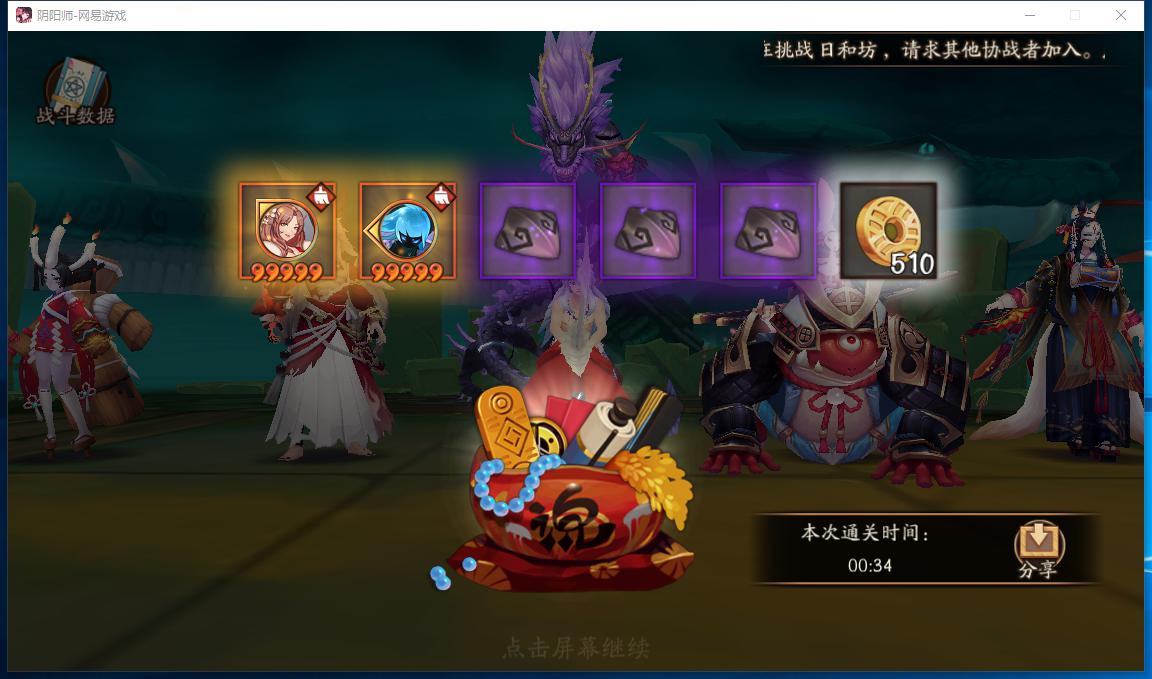 阴阳师-网易游戏
在挑战 日和坊 ，请求其他协战者加入。
战斗数据
99999
99999
510
本次通关时间：
00:34
分享
点击屏幕继续